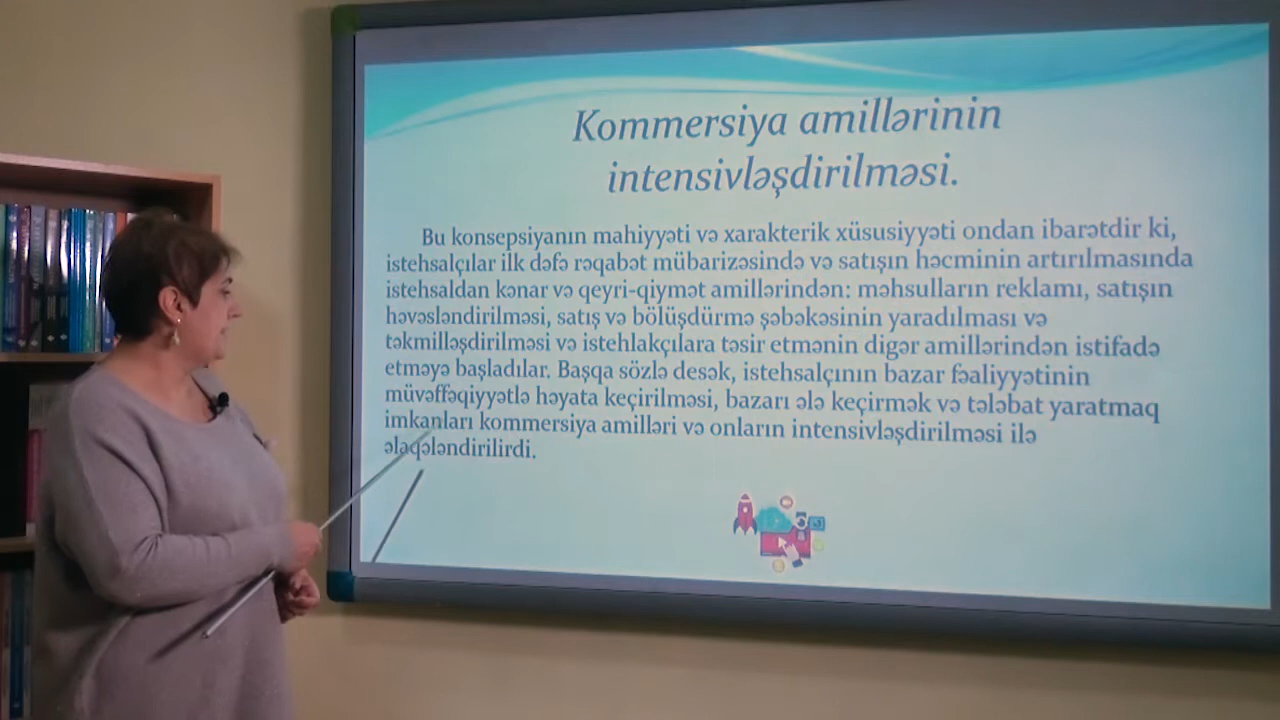 Kommersiya amillərinin
intensivləşdirilməsi.
Bu konsepsiyanın mahiyyəti və xarakterik xüsusiyyəti ondan ibarətdir ki,
istehsalçılar ilk dəfə rəqabət mübarizəsində və satışın həcminin artırılmasında
istehsaldan kənar və qeyri-qiymət amillərindən: məhsulların reklamı, satışın
həvəsləndirilməsi, satış və bölüşdürmə şəbəkəsinin yaradılması və
təkmilləşdirilməsi və istehlakçılara təsir etmənin digər amillərindən istifadə
etməyə başladılar. Başqa sözlə desək, istehsalçının bazar fəaliyyətinin
müvəffəqiyyətlə həyata keçirilməsi, bazarı ələ keçirmək və tələbat yaratmaq
imkanları kommersiya amilləri və onların intensivləşdirilməsi ilə
əlaqələndirilirdi.